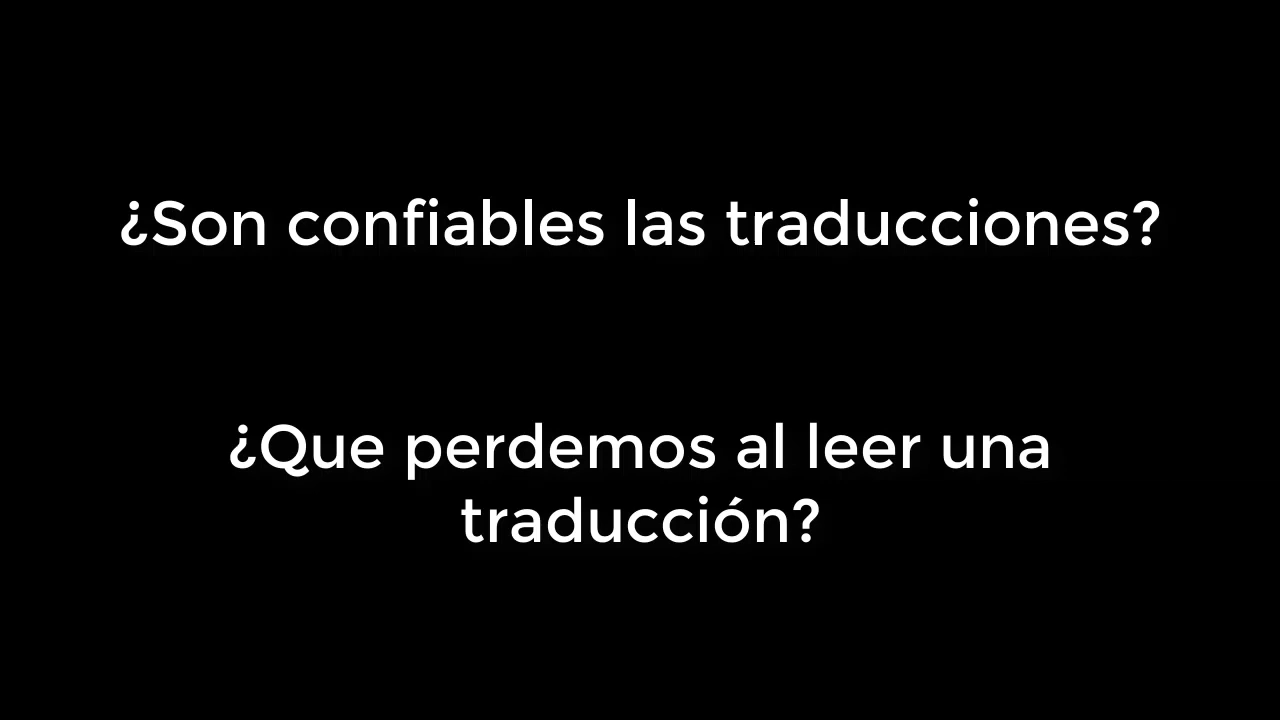 ¿Son confiables las traducciones?
¿Que perdemos al leer una
traducción?